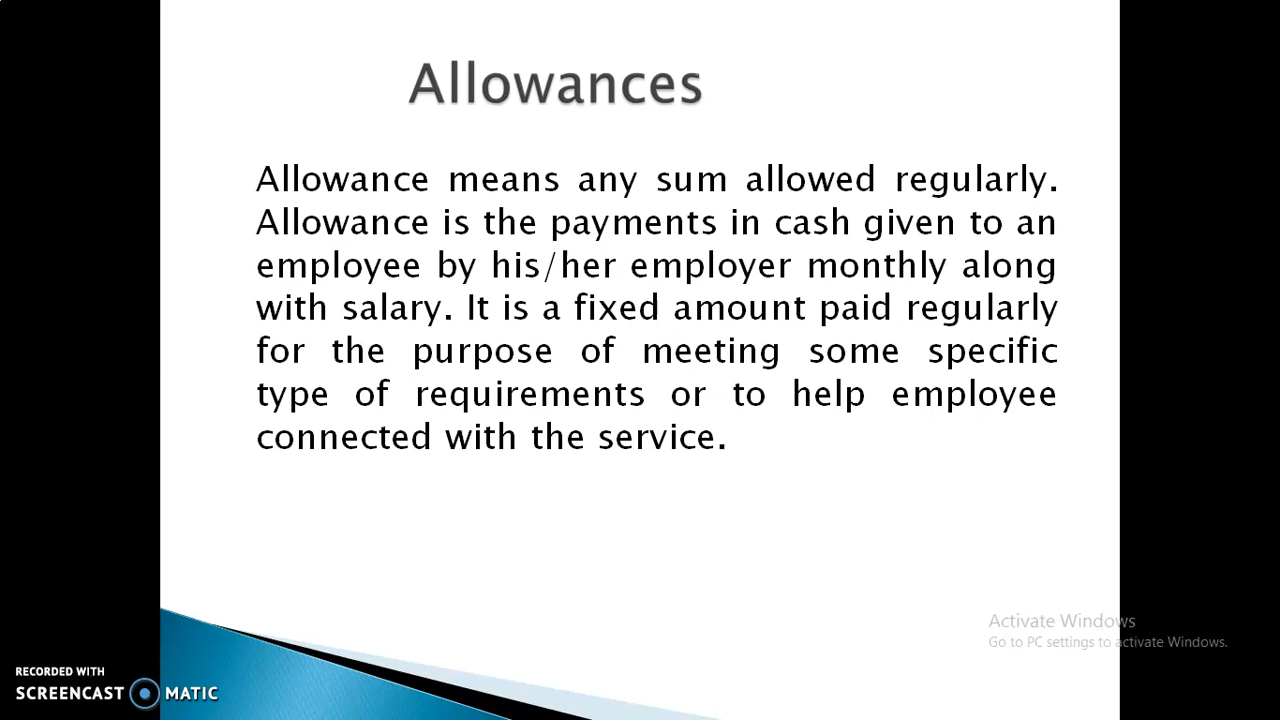 Allowances
Allowance means any sum allowed regularly.
Allowance is the payments in cash given to an
employee by his/her employer monthly along
with salary. It is a fixed amount paid regularly
for the purpose of meeting some specific
type of requirements or to help employee
connected with the service.
Activate Windows
Go to PC settings to activate Windows.
RECORDED WITH
SCREENCAST MATIC